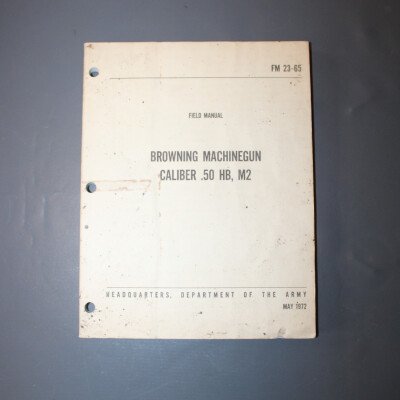 FM 23-65
FIELD MANUAL
BROWNING MACHINEGUN
CALIBER .50 HB, M2
HEADQUARTERS, DEPARTMENT OF THE ARMY
MAY 1972